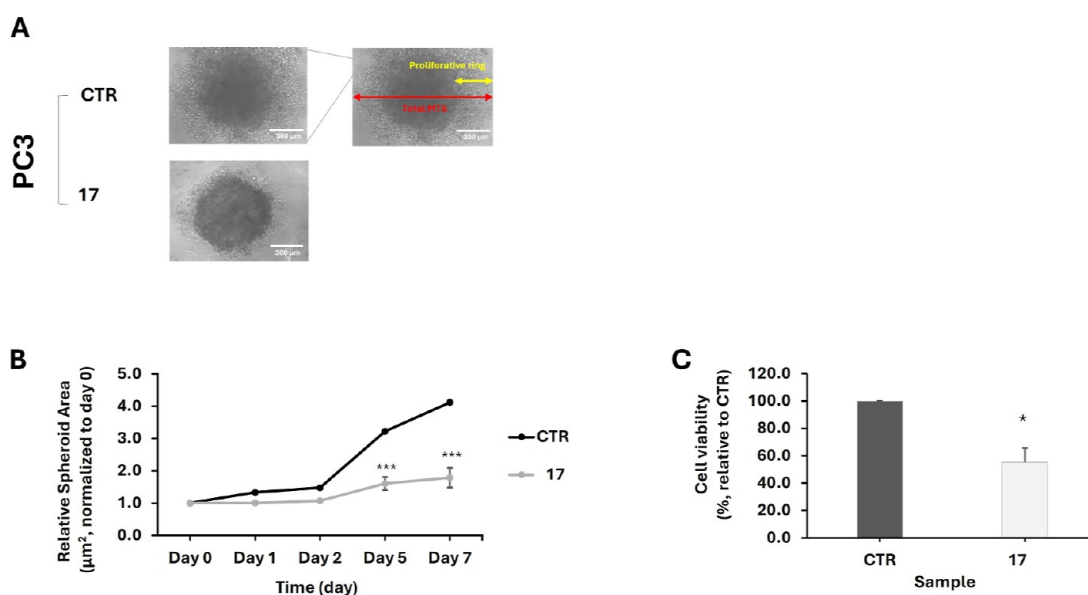 A
PC3
CTR
17
300 µm
Proliferative ring
Total MTS
300 µm
300 µm
B
Relative Spheroid Area
(µm², normalized to day 0)
5.0
4.0
3.0
2.0
1.0
0.0
*** ***
Day 0 Day 1 Day 2 Day 5 Day 7
Time (day)
CTR
17
C
Cell viability
(%, relative to CTR)
120.0
100.0
80.0
60.0
40.0
20.0
0.0
*
CTR 17
Sample